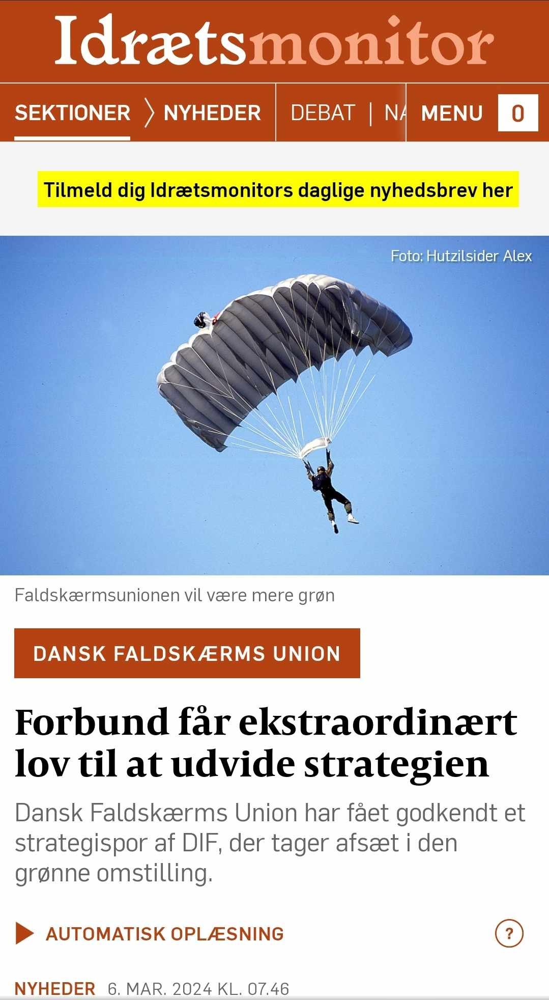 Idrætsmonitor
SEKTIONER NYHEDER DEBAT | MENU 0
Tilmeld dig Idrætsmonitors daglige nyhedsbrev her
Foto: Hutzilsider Alex
Faldskærmsunionen vil være mere grøn
DANSK FALDSKÆRMS UNION
Forbund får ekstraordinært
lov til at udvide strategien
Dansk Faldskærms Union har fået godkendt et
strategispor af DIF, der tager afsæt i den
grønne omstilling.
AUTOMATISK OPLÆSNING ?
NYHEDER 6. MAR. 2024 KL. 07.46